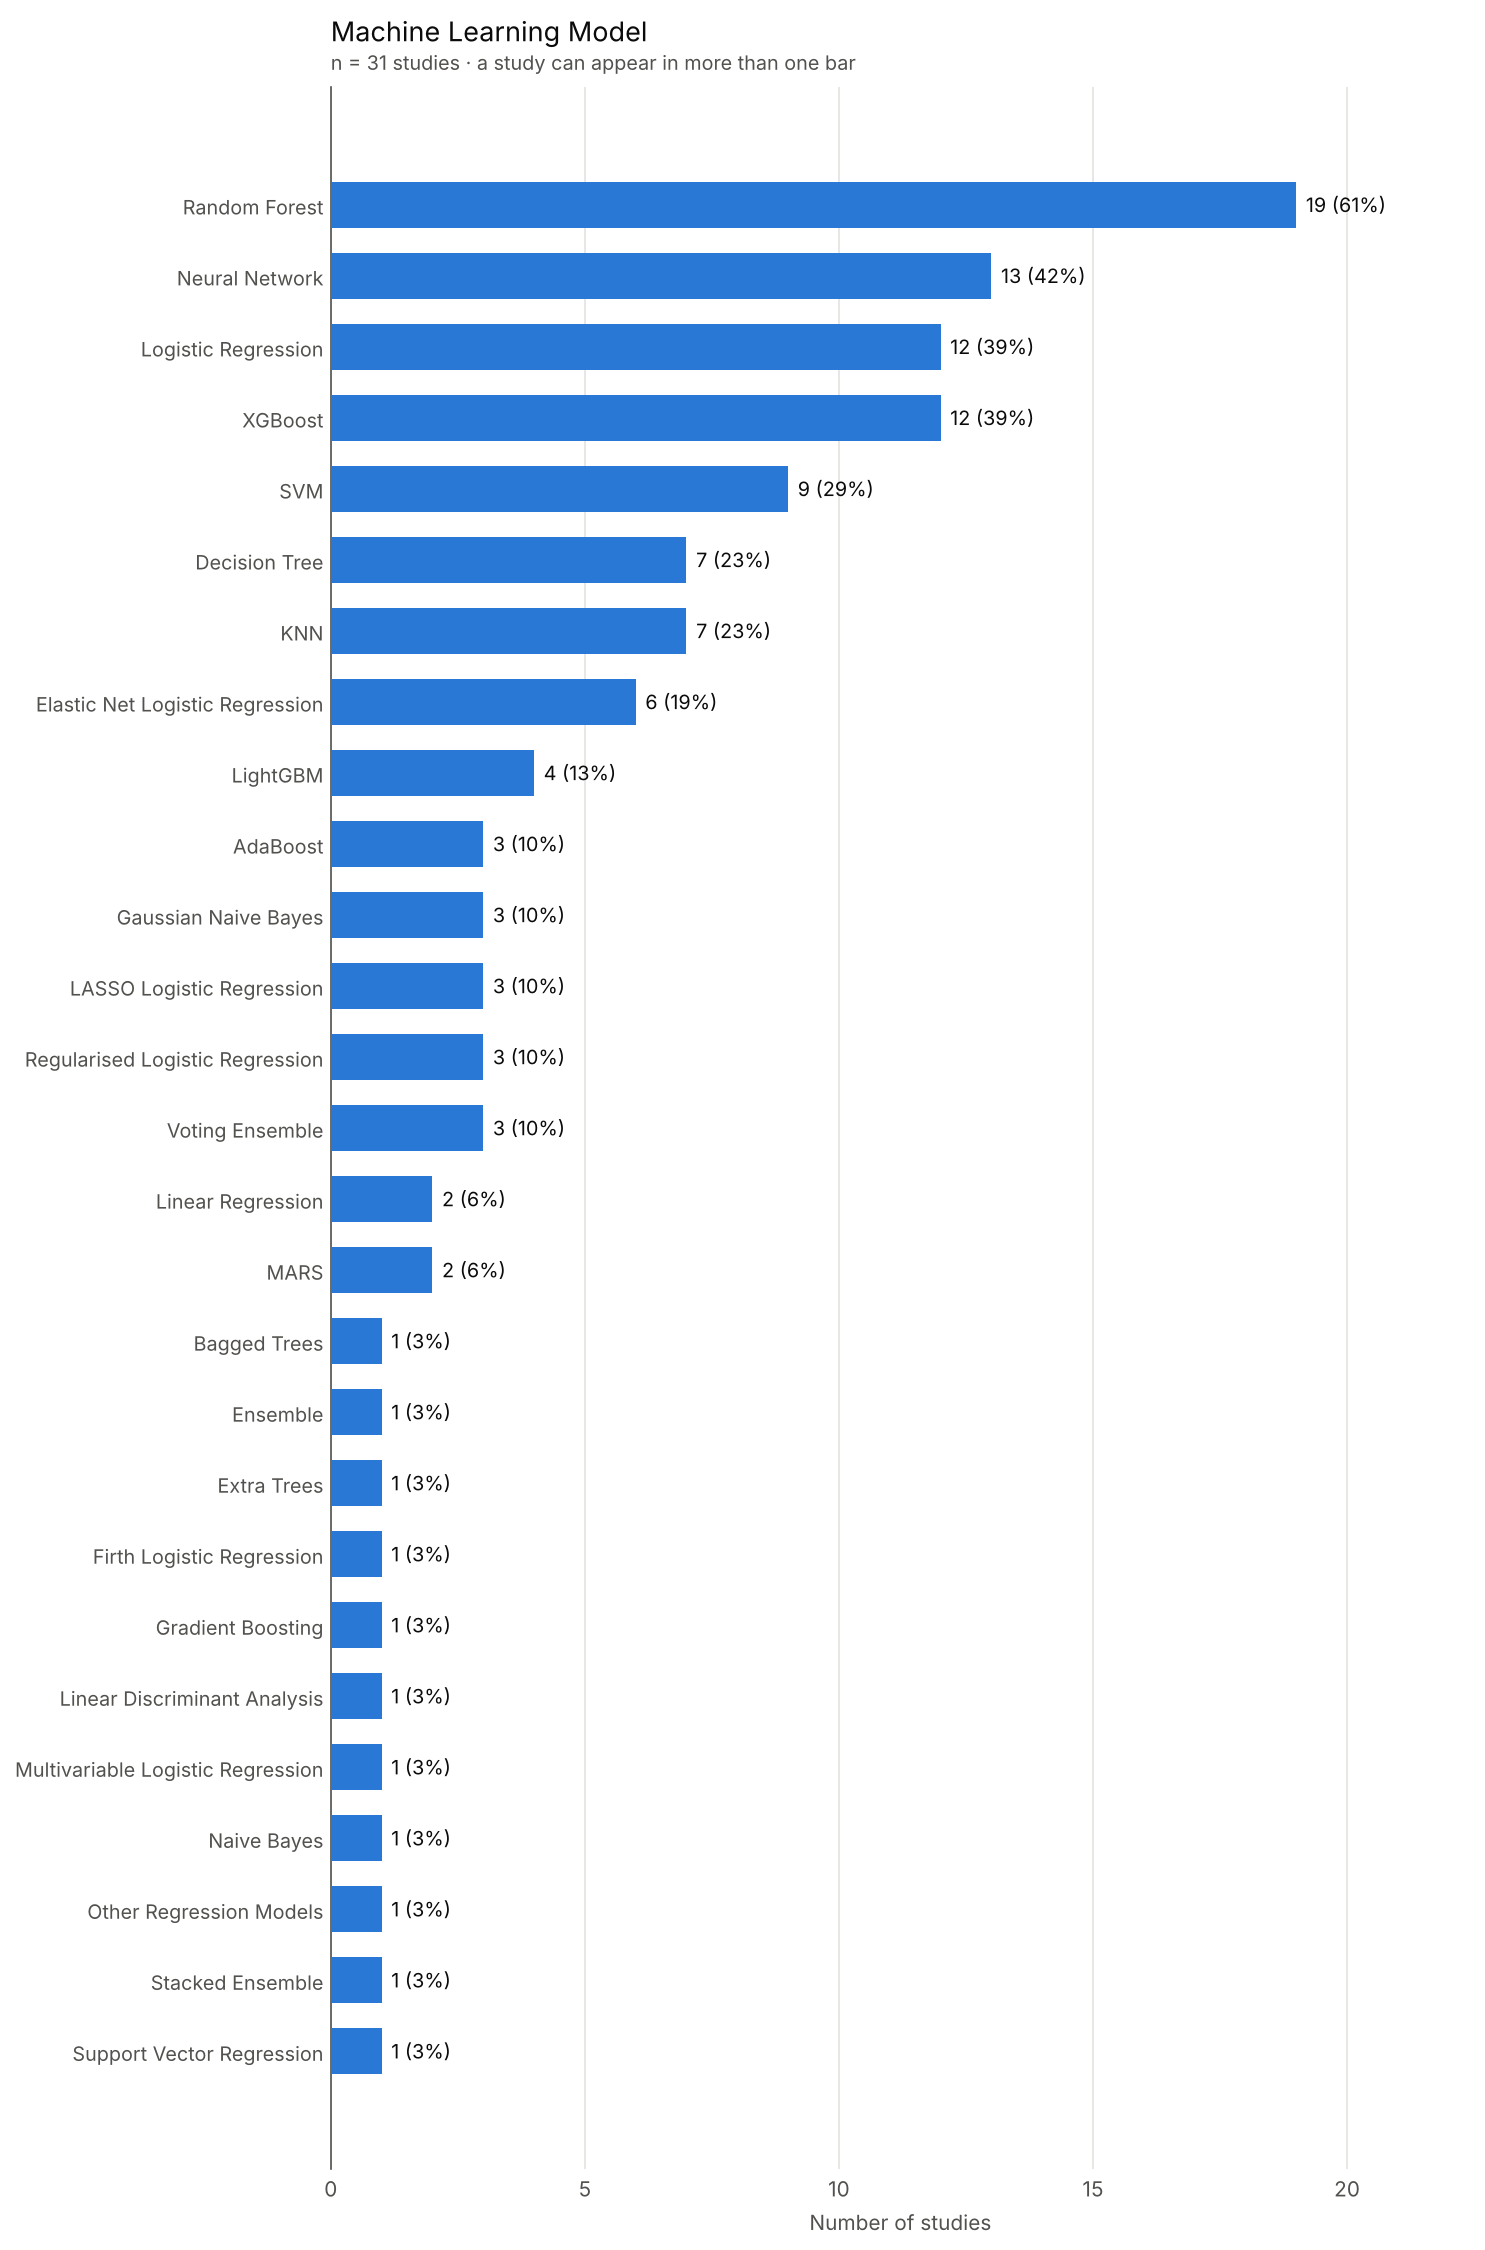 Machine Learning Model
n = 31 studies · a study can appear in more than one bar
Random Forest 19 (61%)
Neural Network 13 (42%)
Logistic Regression 12 (39%)
XGBoost 12 (39%)
SVM 9 (29%)
Decision Tree 7 (23%)
KNN 7 (23%)
Elastic Net Logistic Regression 6 (19%)
LightGBM 4 (13%)
AdaBoost 3 (10%)
Gaussian Naive Bayes 3 (10%)
LASSO Logistic Regression 3 (10%)
Regularised Logistic Regression 3 (10%)
Voting Ensemble 3 (10%)
Linear Regression 2 (6%)
MARS 2 (6%)
Bagged Trees 1 (3%)
Ensemble 1 (3%)
Extra Trees 1 (3%)
Firth Logistic Regression 1 (3%)
Gradient Boosting 1 (3%)
Linear Discriminant Analysis 1 (3%)
Multivariable Logistic Regression 1 (3%)
Naive Bayes 1 (3%)
Other Regression Models 1 (3%)
Stacked Ensemble 1 (3%)
Support Vector Regression 1 (3%)
0 5 10 15 20
Number of studies